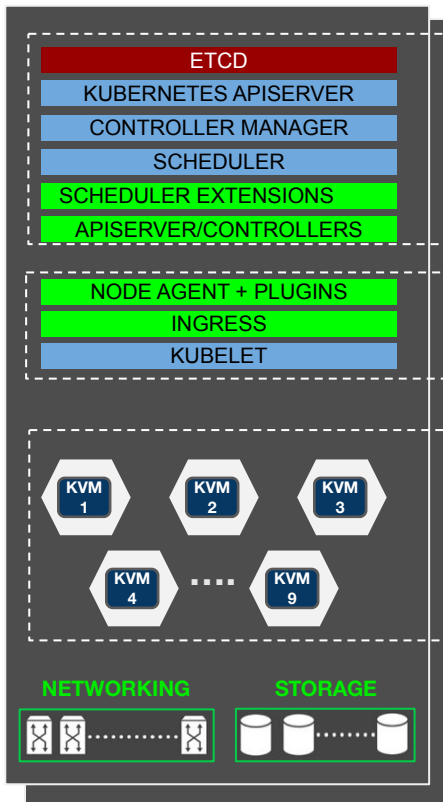 ETCD
KUBERNETES APISERVER
CONTROLLER MANAGER
SCHEDULER
SCHEDULER EXTENSIONS
APISERVER/CONTROLLERS
NODE AGENT + PLUGINS
INGRESS
KUBELET
KVM
1
KVM
2
KVM
3
KVM
4
KVM
9
NETWORKING
STORAGE